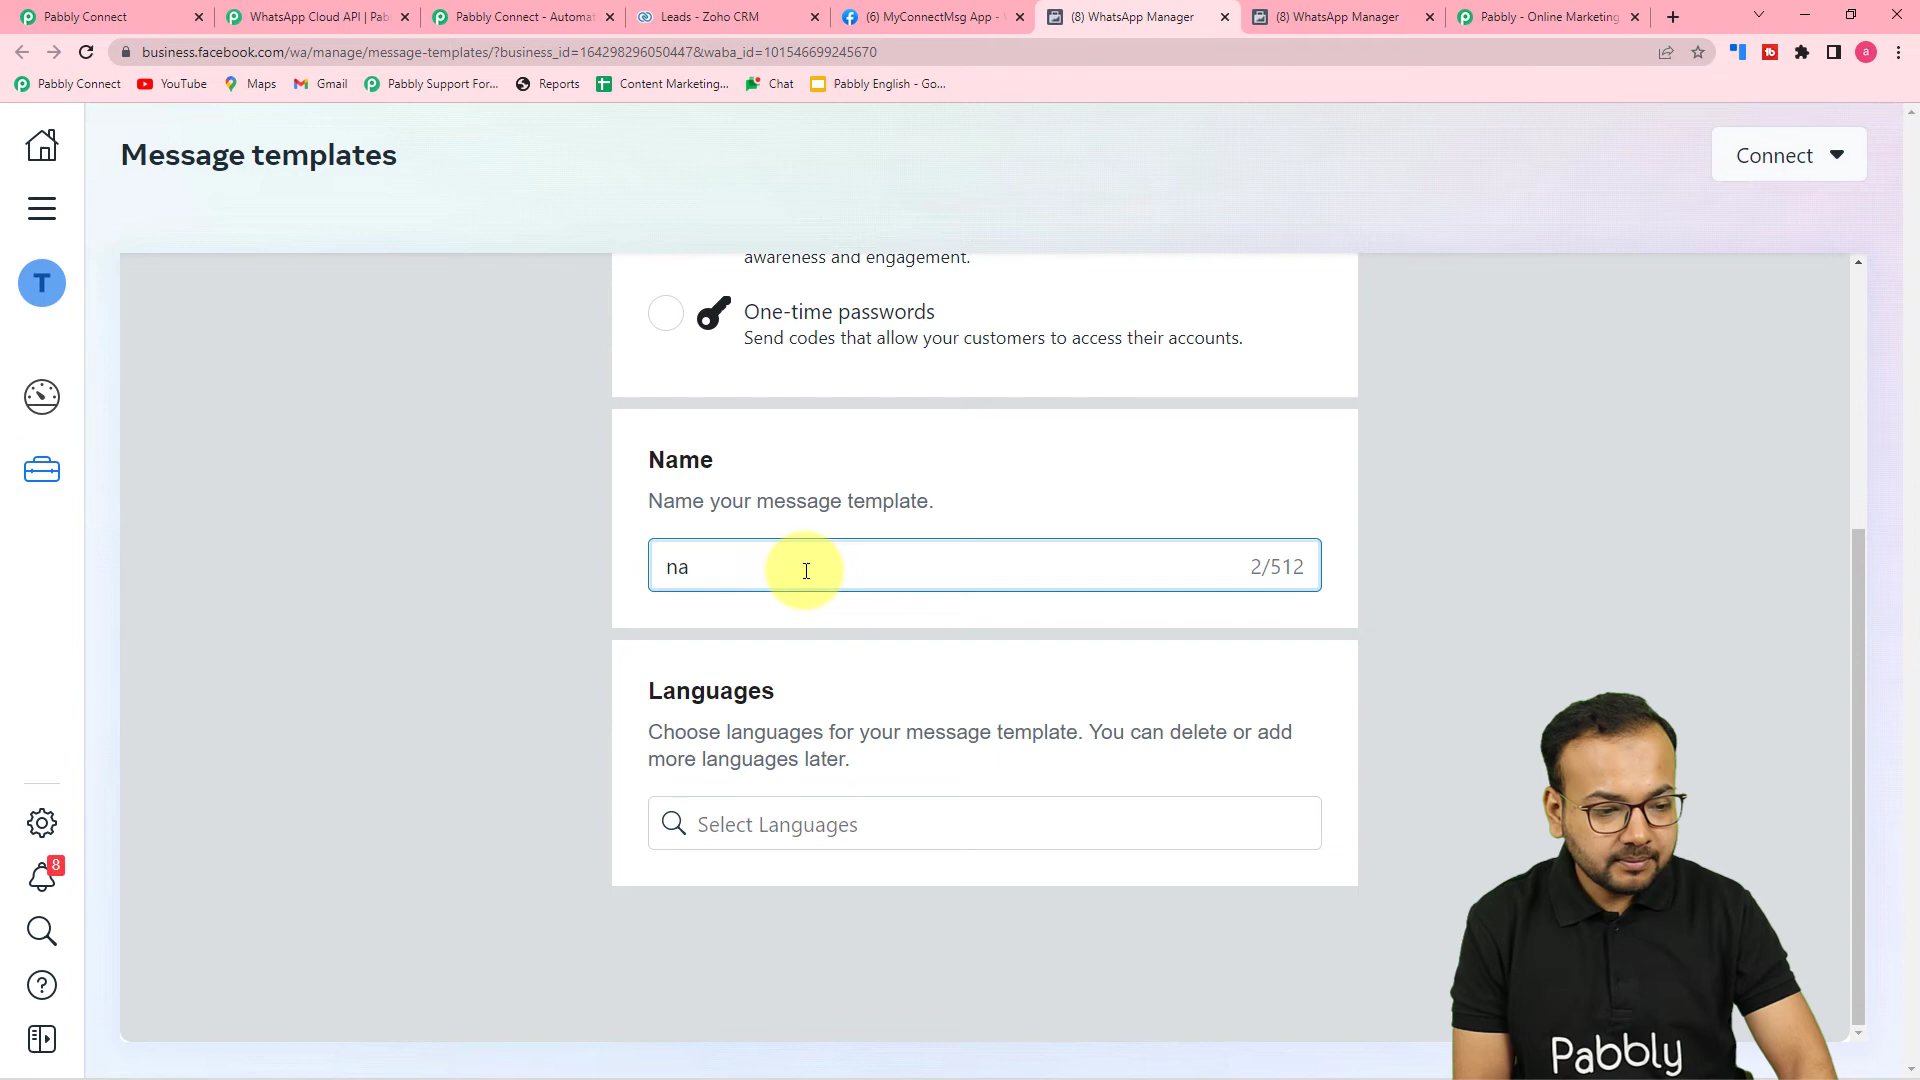 Pabbly Connect
WhatsApp Cloud API | Pab
Pabbly Connect - Automat
Leads - Zoho CRM
(6) MyConnectMsg App -
(8) WhatsApp Manager
(8) WhatsApp Manager
Pabbly - Online Marketing
business.facebook.com/wa/manage/message-templates/?business_id=164298296050447&waba_id=101546699245670
a
Pabbly Connect
YouTube
Maps
Gmail
Pabbly Support For...
Reports
Content Marketing...
Chat
Pabbly English - Go...
Message templates
Connect
T
awareness and engagement.
One-time passwords
Send codes that allow your customers to access their accounts.
Name
Name your message template.
na
2/512
Languages
Choose languages for your message template. You can delete or add
more languages later.
Select Languages
8
Pabbly